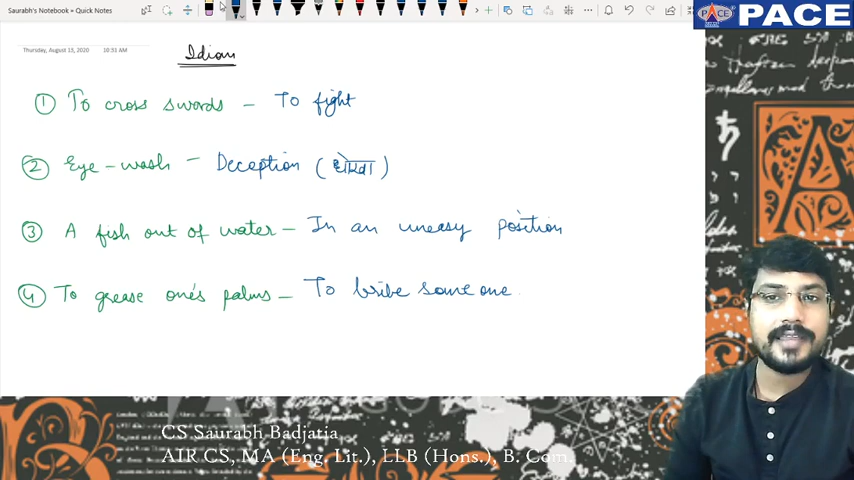 Saurabh's Notebook » Quick Notes
PACE
PACE
Thursday, August 13, 2020 10:31 AM
Idiom
① To cross swords - To fight
② Eye-wash - Deception ( )
③ A fish out of water - In an uneasy position
④ To grease one's palms - To bribe someone.
CS Saurabh Badjatia
AIR CS, MA (Eng. Lit.), LLB (Hons.), B. Com.